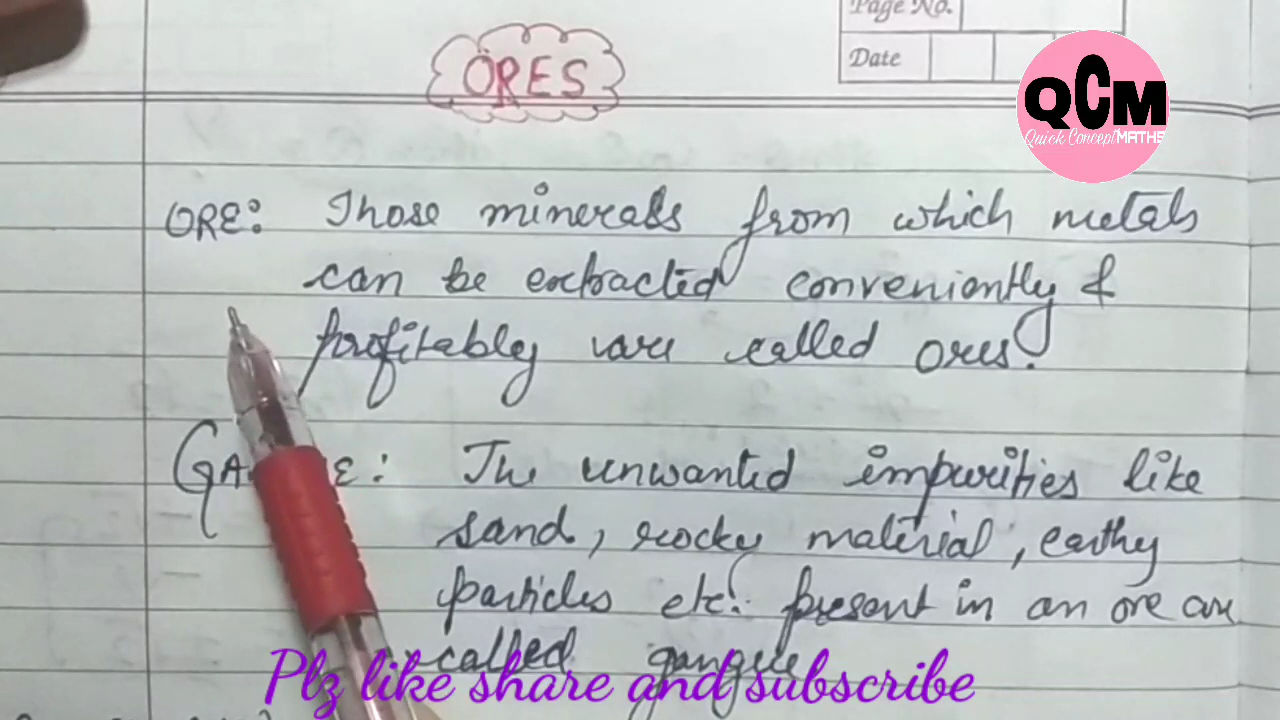 Page No.
Date
ORES
QCM
Quick Concept MATHS
ORE: Those minerals from which metals
can be extracted conveniently &
profitably are called ores.
The unwanted impurities like
sand, rocky material, earthy
particles etc. present in an ore are
called gangue
Plz like share and subscribe